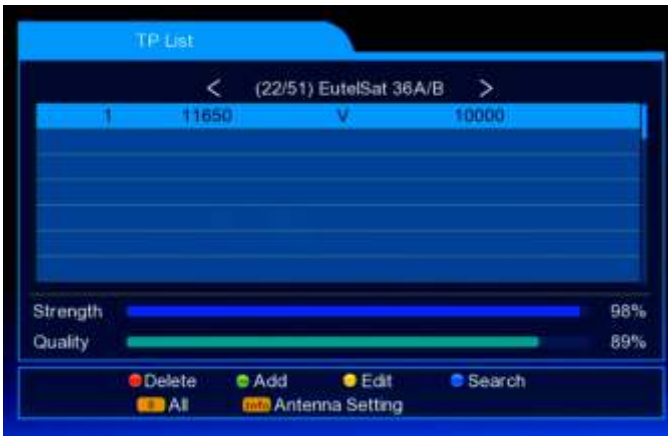 TP List
< (22/51) EutelSat 36A/B >
1 11650 V 10000
Strength 98%
Quality 89%
Delete Add Edit Search
All Info Antenna Setting